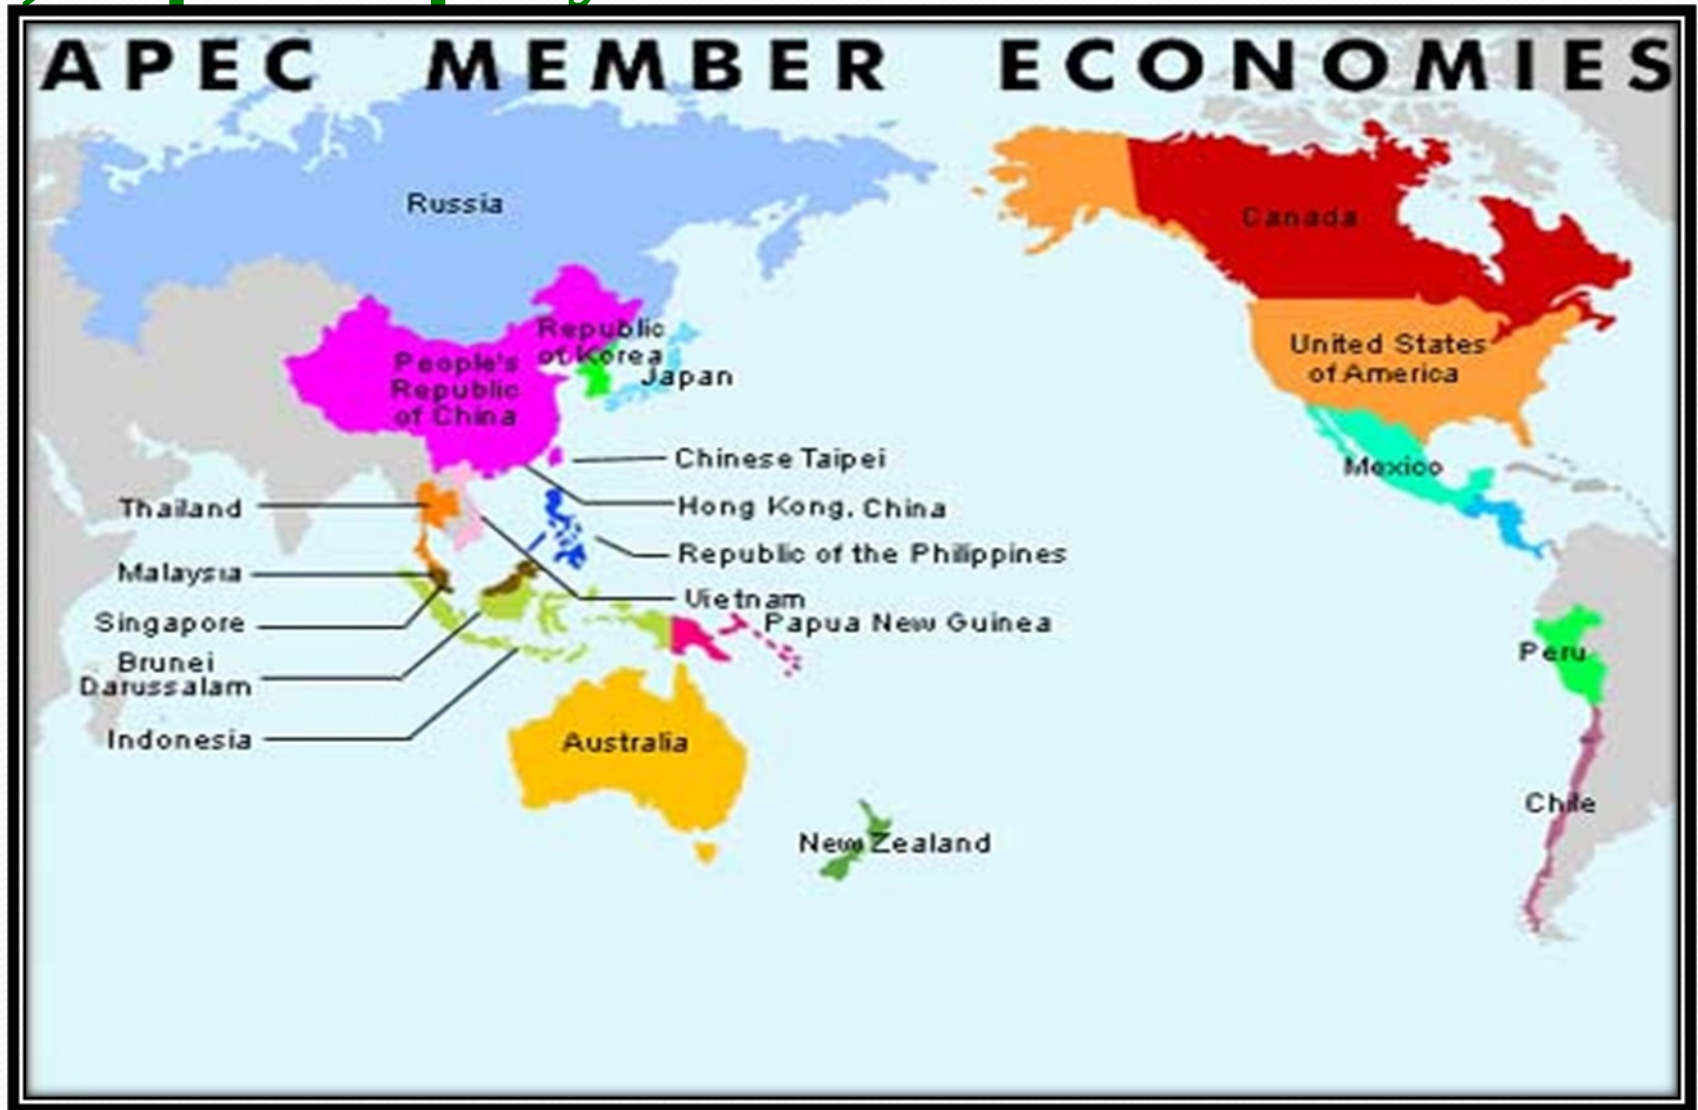 APEC MEMBER ECONOMIES
Russia
Canada
Republic
of Korea
People's
Republic
of China
Japan
United States
of America
Mexico
Chinese Taipei
Hong Kong, China
Thailand
Republic of the Philippines
Malaysia
Vietnam
Singapore
Papua New Guinea
Brunei
Darussalam
Peru
Indonesia
Australia
Chile
New Zealand